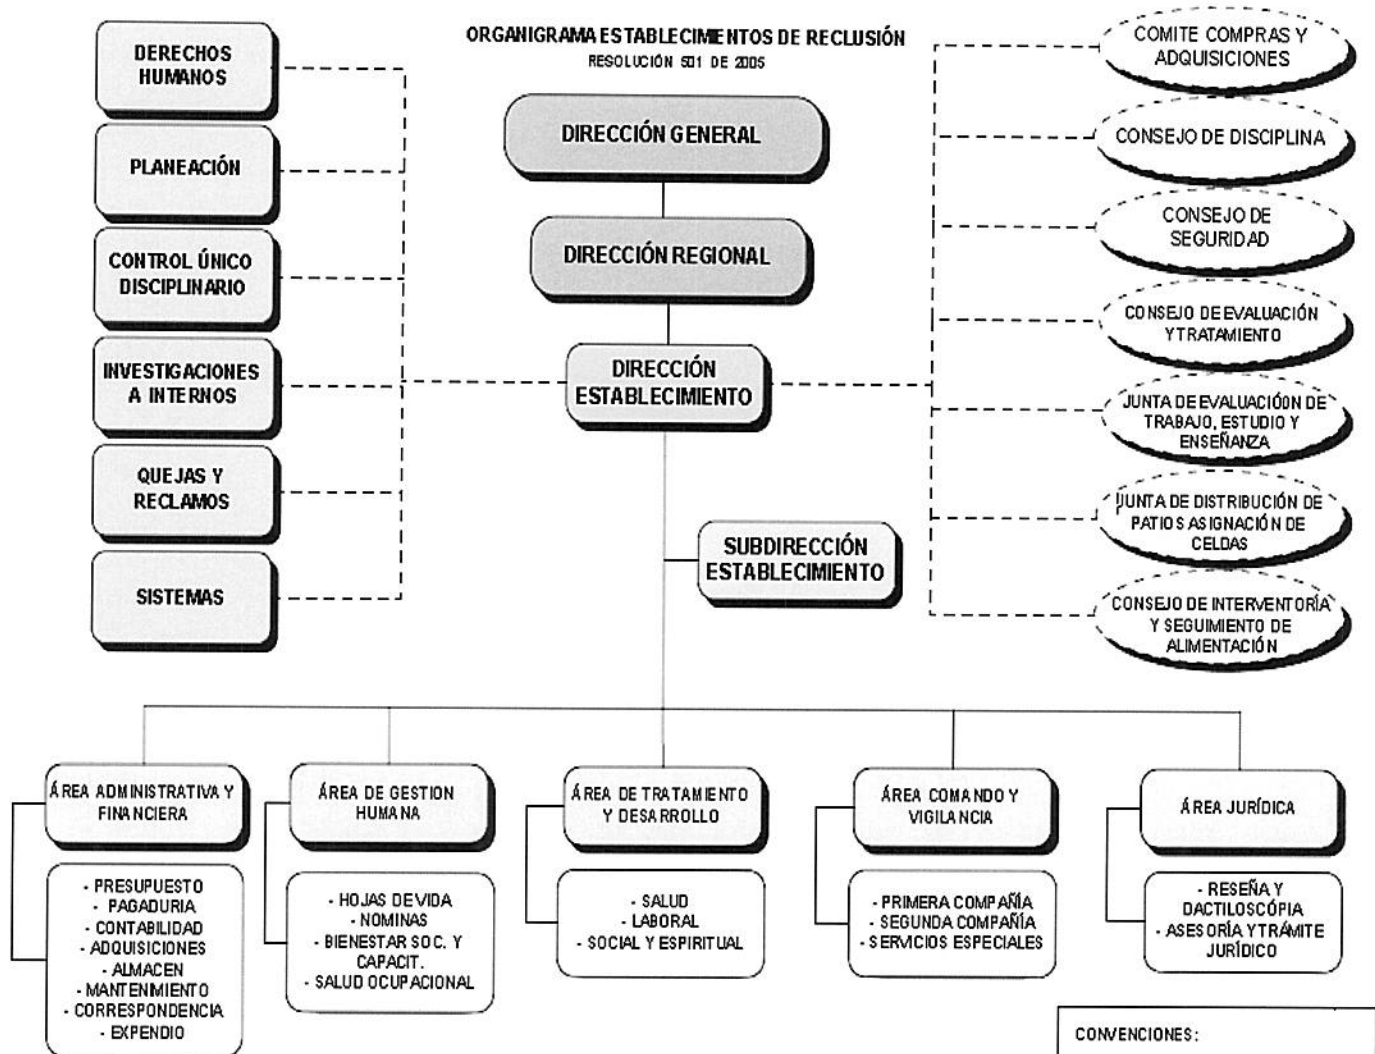 ORGANIGRAMA ESTABLECIMIENTOS DE RECLUSIÓN
RESOLUCIÓN 501 DE 2005
DERECHOS
HUMANOS
PLANEACIÓN
CONTROL ÚNICO
DISCIPLINARIO
INVESTIGACIONES
A INTERNOS
QUEJAS Y
RECLAMOS
SISTEMAS
DIRECCIÓN GENERAL
DIRECCIÓN REGIONAL
DIRECCIÓN
ESTABLECIMIENTO
SUBDIRECCIÓN
ESTABLECIMIENTO
COMITE COMPRAS Y
ADQUISICIONES
CONSEJO DE DISCIPLINA
CONSEJO DE
SEGURIDAD
CONSEJO DE EVALUACIÓN
Y TRATAMIENTO
JUNTA DE EVALUACIÓON DE
TRABAJO, ESTUDIO Y
ENSEÑANZA
JUNTA DE DISTRIBUCIÓN DE
PATIOS ASIGNACIÓN DE
CELDAS
CONSEJO DE INTERVENTORÍA
Y SEGUIMIENTO DE
ALIMENTACIÓN
ÁREA ADMINISTRATIVA Y
FINANCIERA
- PRESUPUESTO
- PAGADURIA
- CONTABILIDAD
- ADQUISICIONES
- ALMACEN
- MANTENIMIENTO
- CORRESPONDENCIA
- EXPENDIO
ÁREA DE GESTION
HUMANA
- HOJAS DE VIDA
- NOMINAS
- BIENESTAR SOC. Y
CAPACIT.
- SALUD OCUPACIONAL
ÁREA DE TRATAMIENTO
Y DESARROLLO
- SALUD
- LABORAL
- SOCIAL Y ESPIRITUAL
ÁREA COMANDO Y
VIGILANCIA
- PRIMERA COMPAÑÍA
- SEGUNDA COMPAÑÍA
- SERVICIOS ESPECIALES
ÁREA JURÍDICA
- RESEÑA Y
DACTILOSCÓPIA
- ASESORÍA Y TRÁMITE
JURÍDICO
CONVENCIONES: